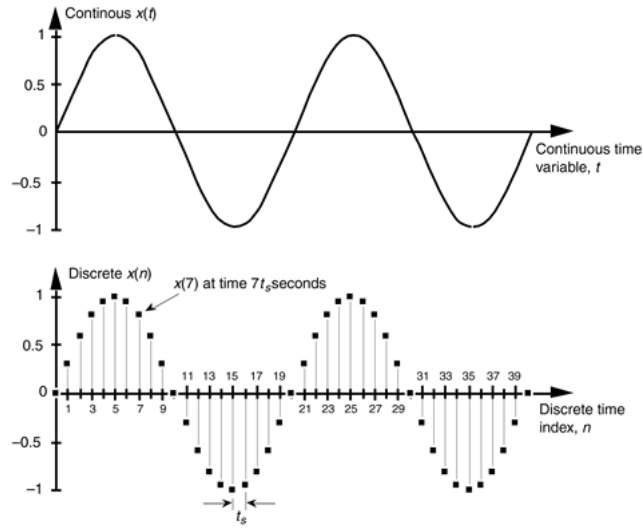 Continous x(t)
1
0.5
0
−0.5
−1
Continuous time
variable, t
Discrete x(n)
x(7) at time 7ts seconds
1
0.5
0
−0.5
−1
11 13 15 17 19 31 33 35 37 39
1 3 5 7 9 21 23 25 27 29
Discrete time
index, n
ts